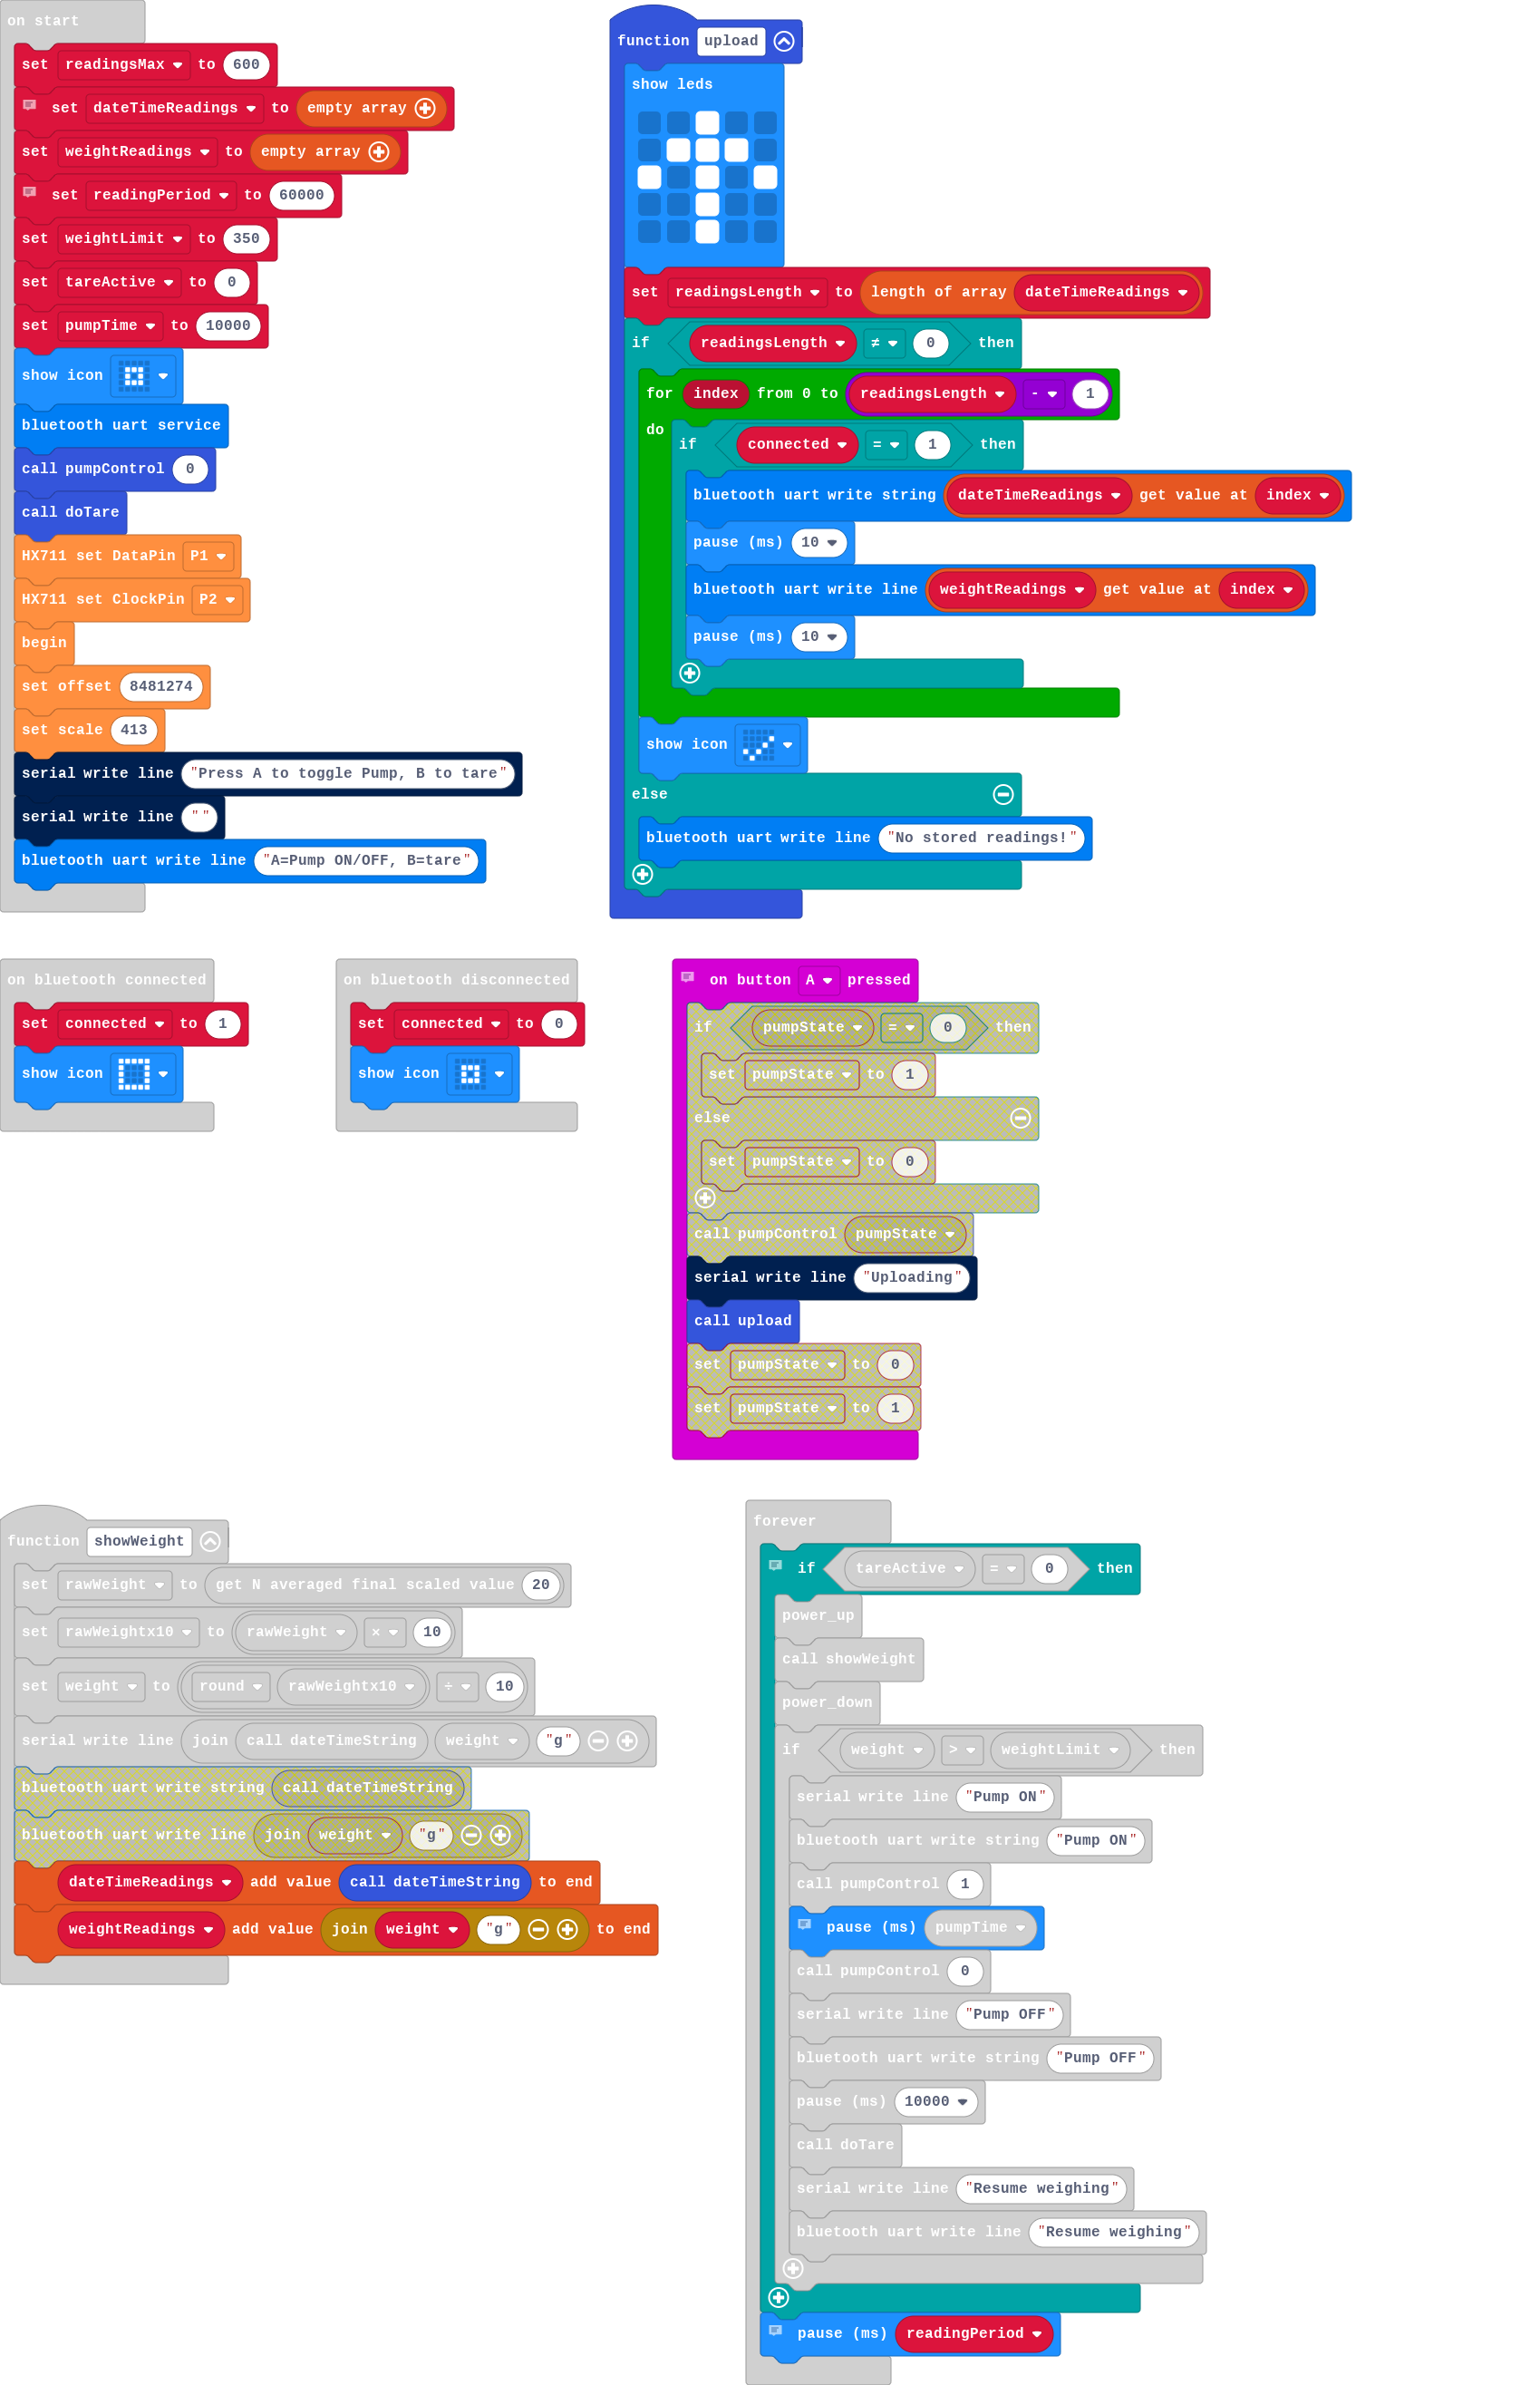 on start
set readingsMax to 600
set dateTimeReadings to empty array
set weightReadings to empty array
set readingPeriod to 60000
set weightLimit to 350
set tareActive to 0
set pumpTime to 10000
show icon
bluetooth uart service
call pumpControl 0
call doTare
HX711 set DataPin P1
HX711 set ClockPin P2
begin
set offset 8481274
set scale 413
serial write line "Press A to toggle Pump, B to tare"
serial write line ""
bluetooth uart write line "A=Pump ON/OFF, B=tare"
function upload
show leds
set readingsLength to length of array dateTimeReadings
if readingsLength ≠ 0 then
for index from 0 to readingsLength - 1
do if connected = 1 then
bluetooth uart write string dateTimeReadings get value at index
pause (ms) 10
bluetooth uart write line weightReadings get value at index
pause (ms) 10
show icon
else
bluetooth uart write line "No stored readings!"
on bluetooth connected
set connected to 1
show icon
on bluetooth disconnected
set connected to 0
show icon
on button A pressed
if pumpState = 0 then
set pumpState to 1
else
set pumpState to 0
call pumpControl pumpState
serial write line "Uploading"
call upload
set pumpState to 0
set pumpState to 1
function showWeight
set rawWeight to get N averaged final scaled value 20
set rawWeightx10 to rawWeight × 10
set weight to round rawWeightx10 ÷ 10
serial write line join call dateTimeString weight "g"
bluetooth uart write string call dateTimeString
bluetooth uart write line join weight "g"
dateTimeReadings add value call dateTimeString to end
weightReadings add value join weight "g" to end
forever
if tareActive = 0 then
power_up
call showWeight
power_down
if weight > weightLimit then
serial write line "Pump ON"
bluetooth uart write string "Pump ON"
call pumpControl 1
pause (ms) pumpTime
call pumpControl 0
serial write line "Pump OFF"
bluetooth uart write string "Pump OFF"
pause (ms) 10000
call doTare
serial write line "Resume weighing"
bluetooth uart write line "Resume weighing"
pause (ms) readingPeriod